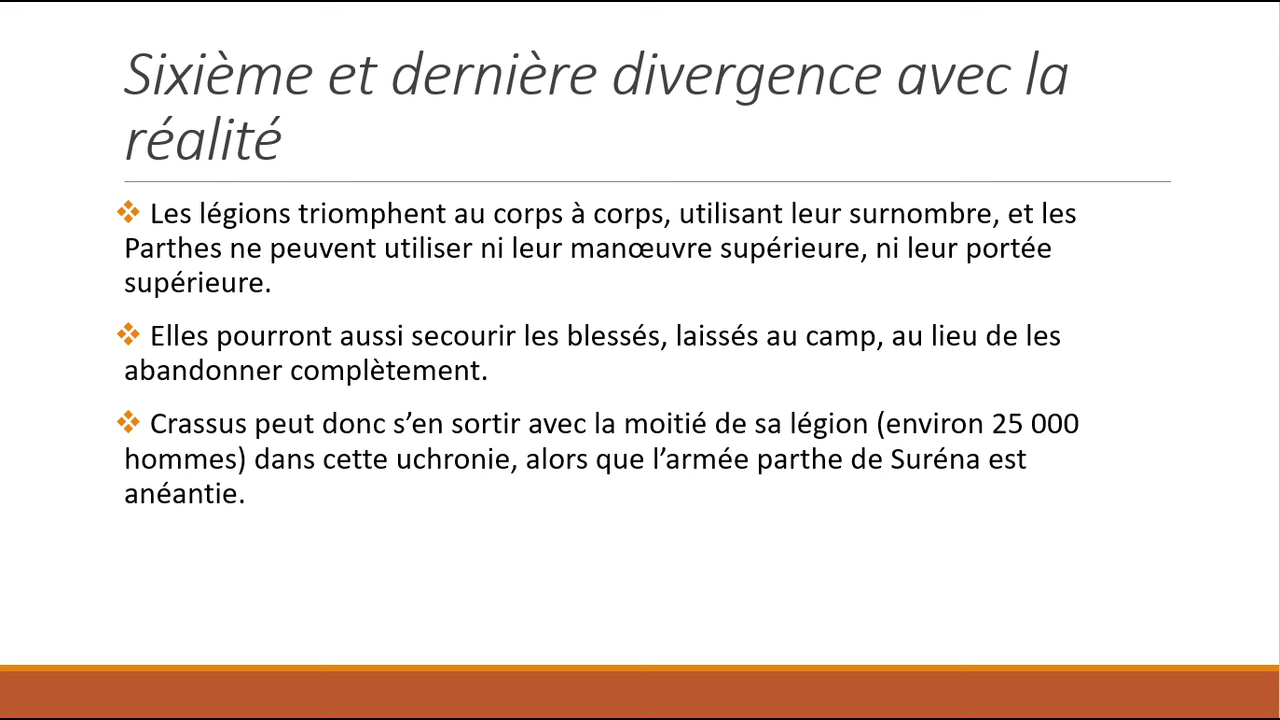 Sixième et dernière divergence avec la
réalité
❖ Les légions triomphent au corps à corps, utilisant leur surnombre, et les
Parthes ne peuvent utiliser ni leur manœuvre supérieure, ni leur portée
supérieure.
❖ Elles pourront aussi secourir les blessés, laissés au camp, au lieu de les
abandonner complètement.
❖ Crassus peut donc s’en sortir avec la moitié de sa légion (environ 25 000
hommes) dans cette uchronie, alors que l’armée parthe de Suréna est
anéantie.